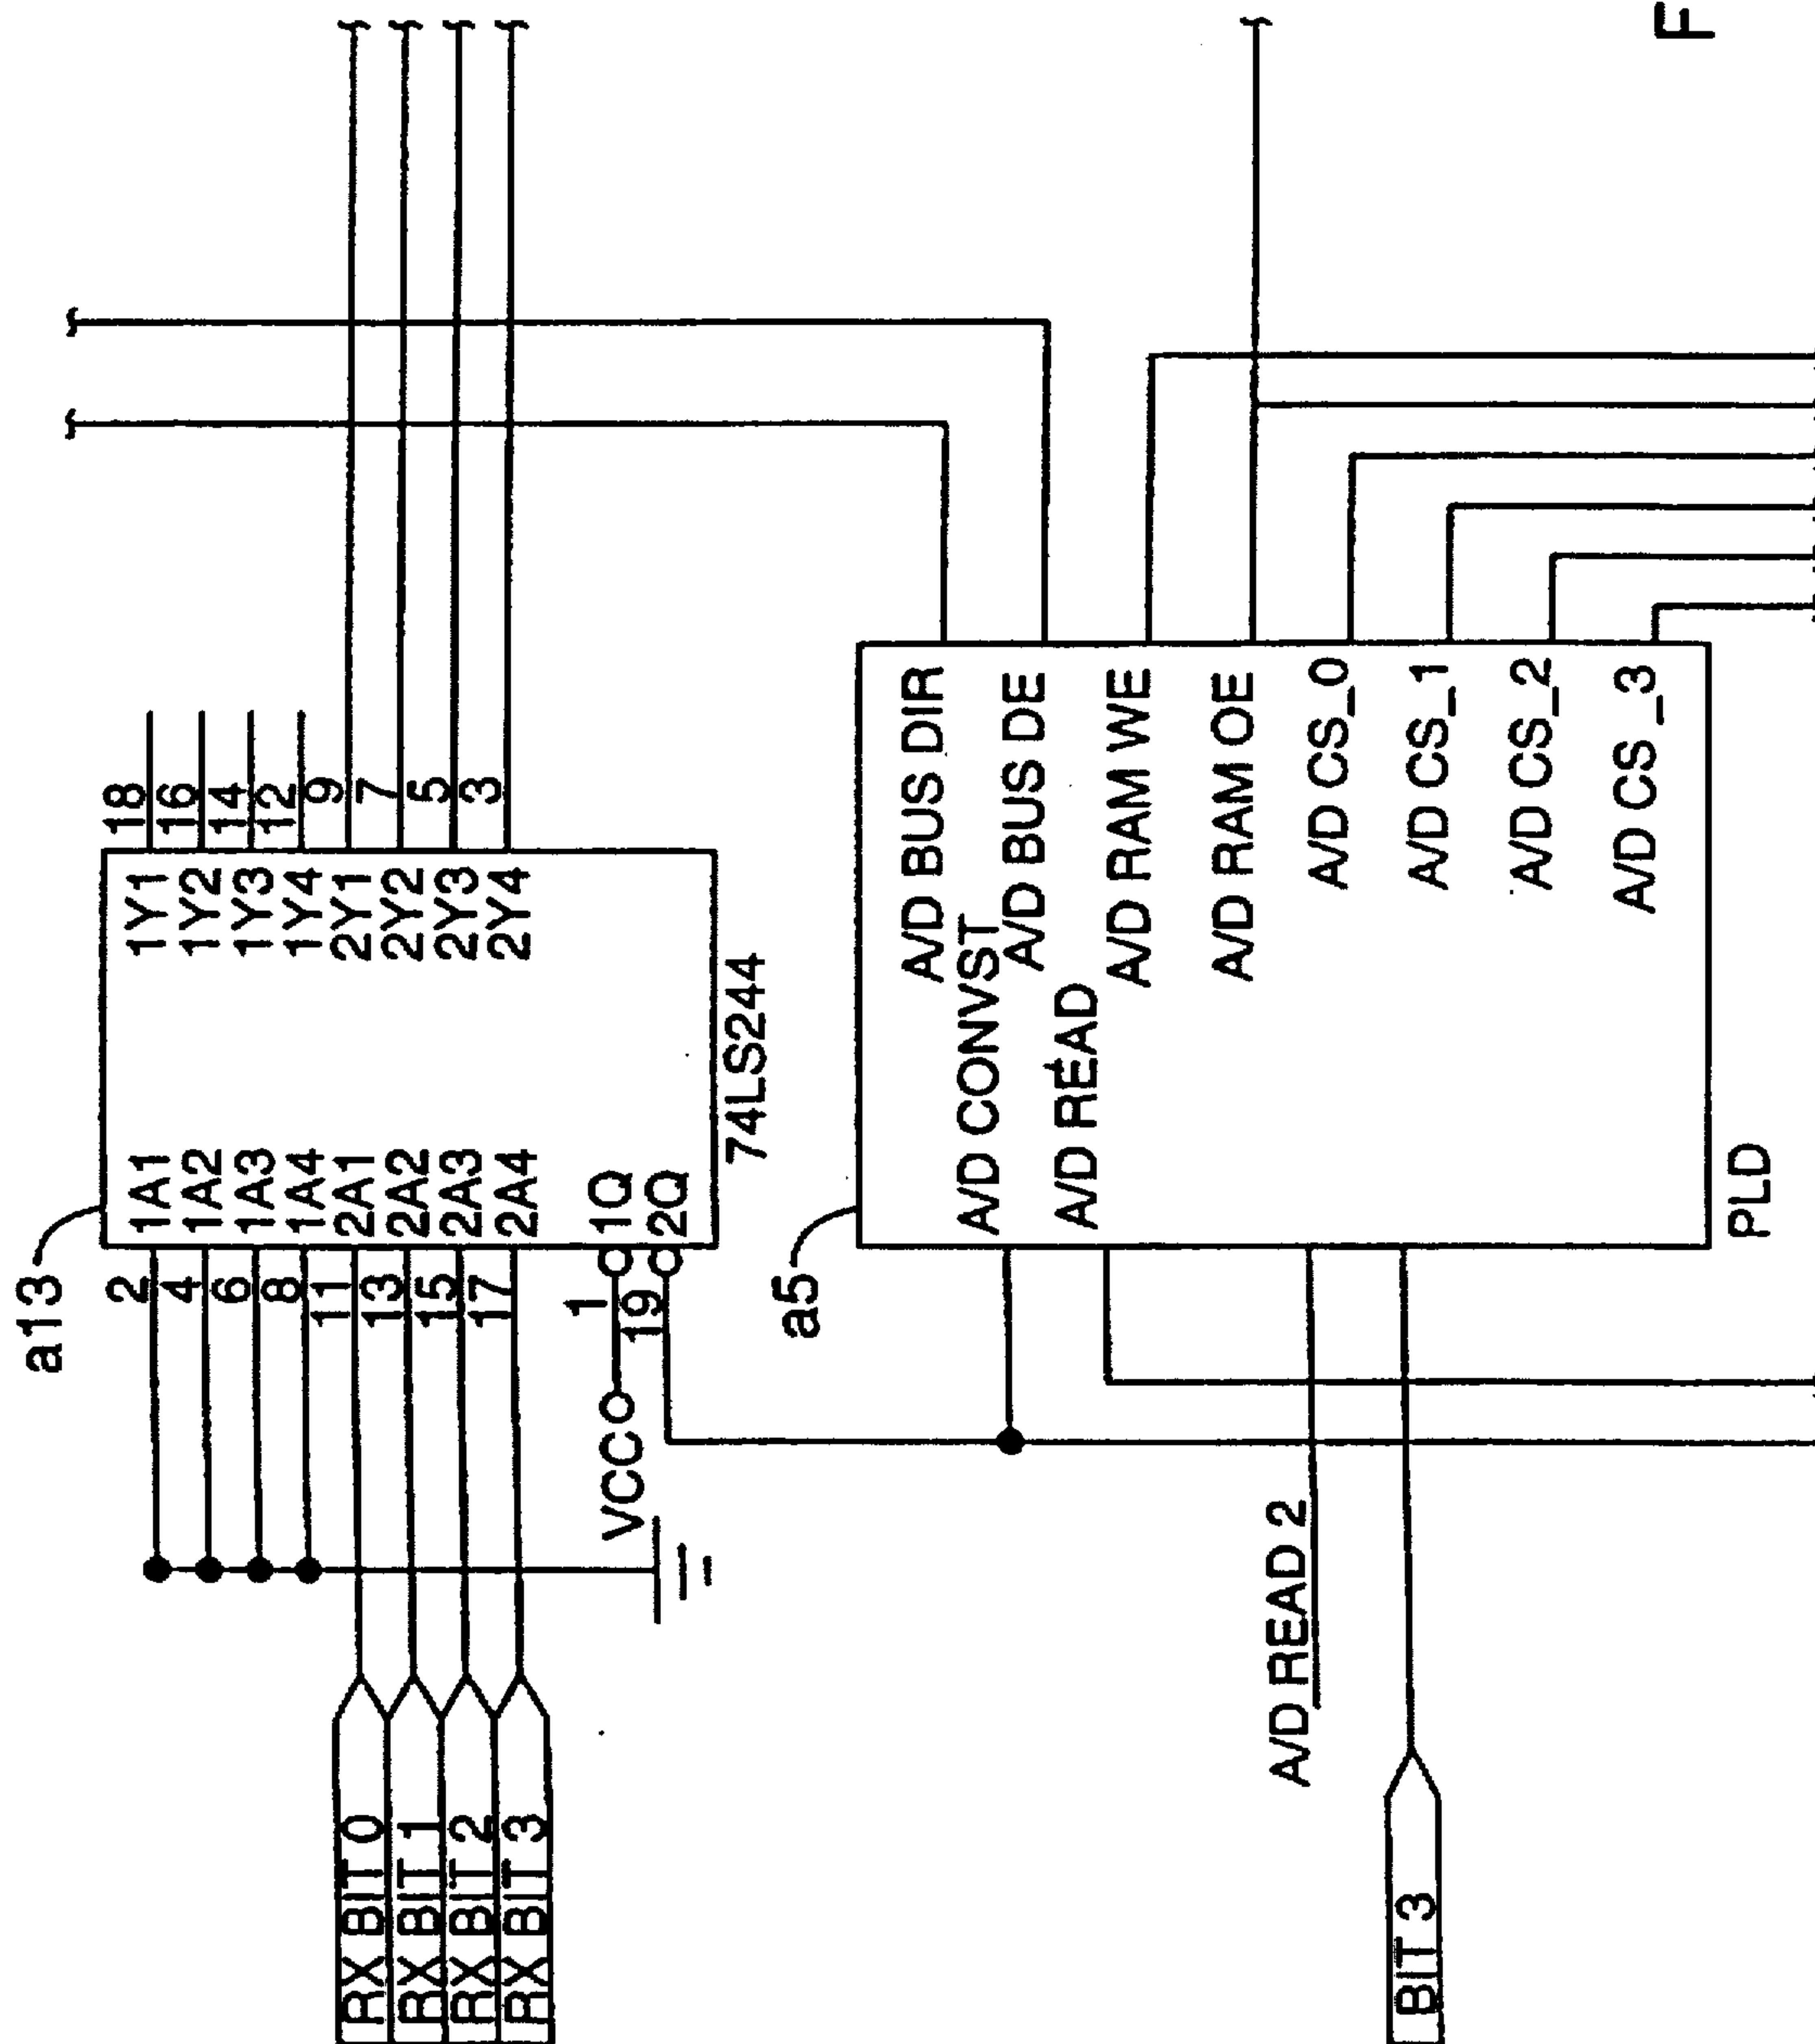 a13
2
4
6
8
11
13
15
17
1
19
1A1
1A2
1A3
1A4
2A1
2A2
2A3
2A4
1Q
2Q
1Y1
1Y2
1Y3
1Y4
2Y1
2Y2
2Y3
2Y4
18
16
14
12
9
7
5
3
74LS244
RX BIT 0
RX BIT 1
RX BIT 2
RX BIT 3
VCC
a5
A/D CONVST
A/D READ
A/D BUS DIR
A/D BUS DE
A/D RAM WE
A/D RAM OE
A/D CS_0
A/D CS_1
A/D CS_2
A/D CS_3
PLD
A/D READ 2
BIT 3
F